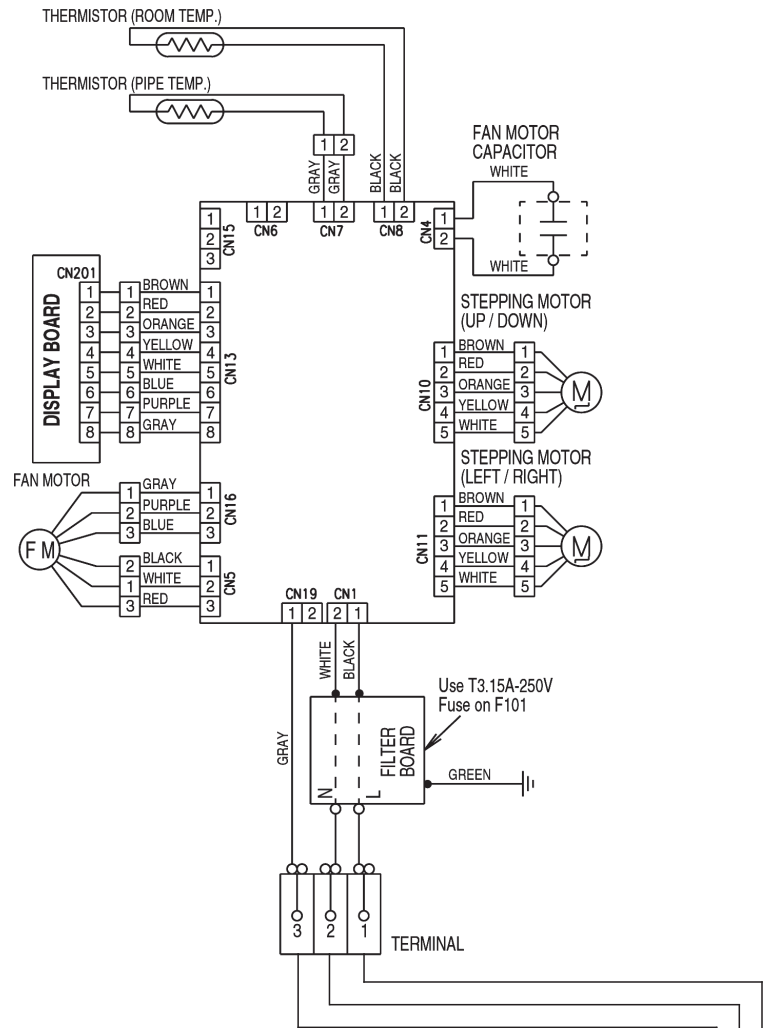 THERMISTOR (ROOM TEMP.)
THERMISTOR (PIPE TEMP.)
1 2
GRAY
GRAY
BLACK
BLACK
FAN MOTOR
CAPACITOR
WHITE
WHITE
1
2
3
CN15
1 2
CN6
1 2
CN7
1 2
CN8
CN4
1
2
DISPLAY BOARD
CN201
1 1 BROWN 1
2 2 RED 2
3 3 ORANGE 3
4 4 YELLOW 4
5 5 WHITE 5
6 6 BLUE 6
7 7 PURPLE 7
8 8 GRAY 8
CN13
STEPPING MOTOR
(UP / DOWN)
CN10
1 BROWN 1
2 RED 2
3 ORANGE 3
4 YELLOW 4
5 WHITE 5
M
FAN MOTOR
F M
1 GRAY 1
2 PURPLE 2
3 BLUE 3
CN16
2 BLACK 1
1 WHITE 2
3 RED 3
CN5
STEPPING MOTOR
(LEFT / RIGHT)
CN11
1 BROWN 1
2 RED 2
3 ORANGE 3
4 YELLOW 4
5 WHITE 5
M
CN19
1 2
CN1
2 1
WHITE
BLACK
GRAY
Use T3.15A-250V
Fuse on F101
FILTER
BOARD
N
L
GREEN
3 2 1
TERMINAL